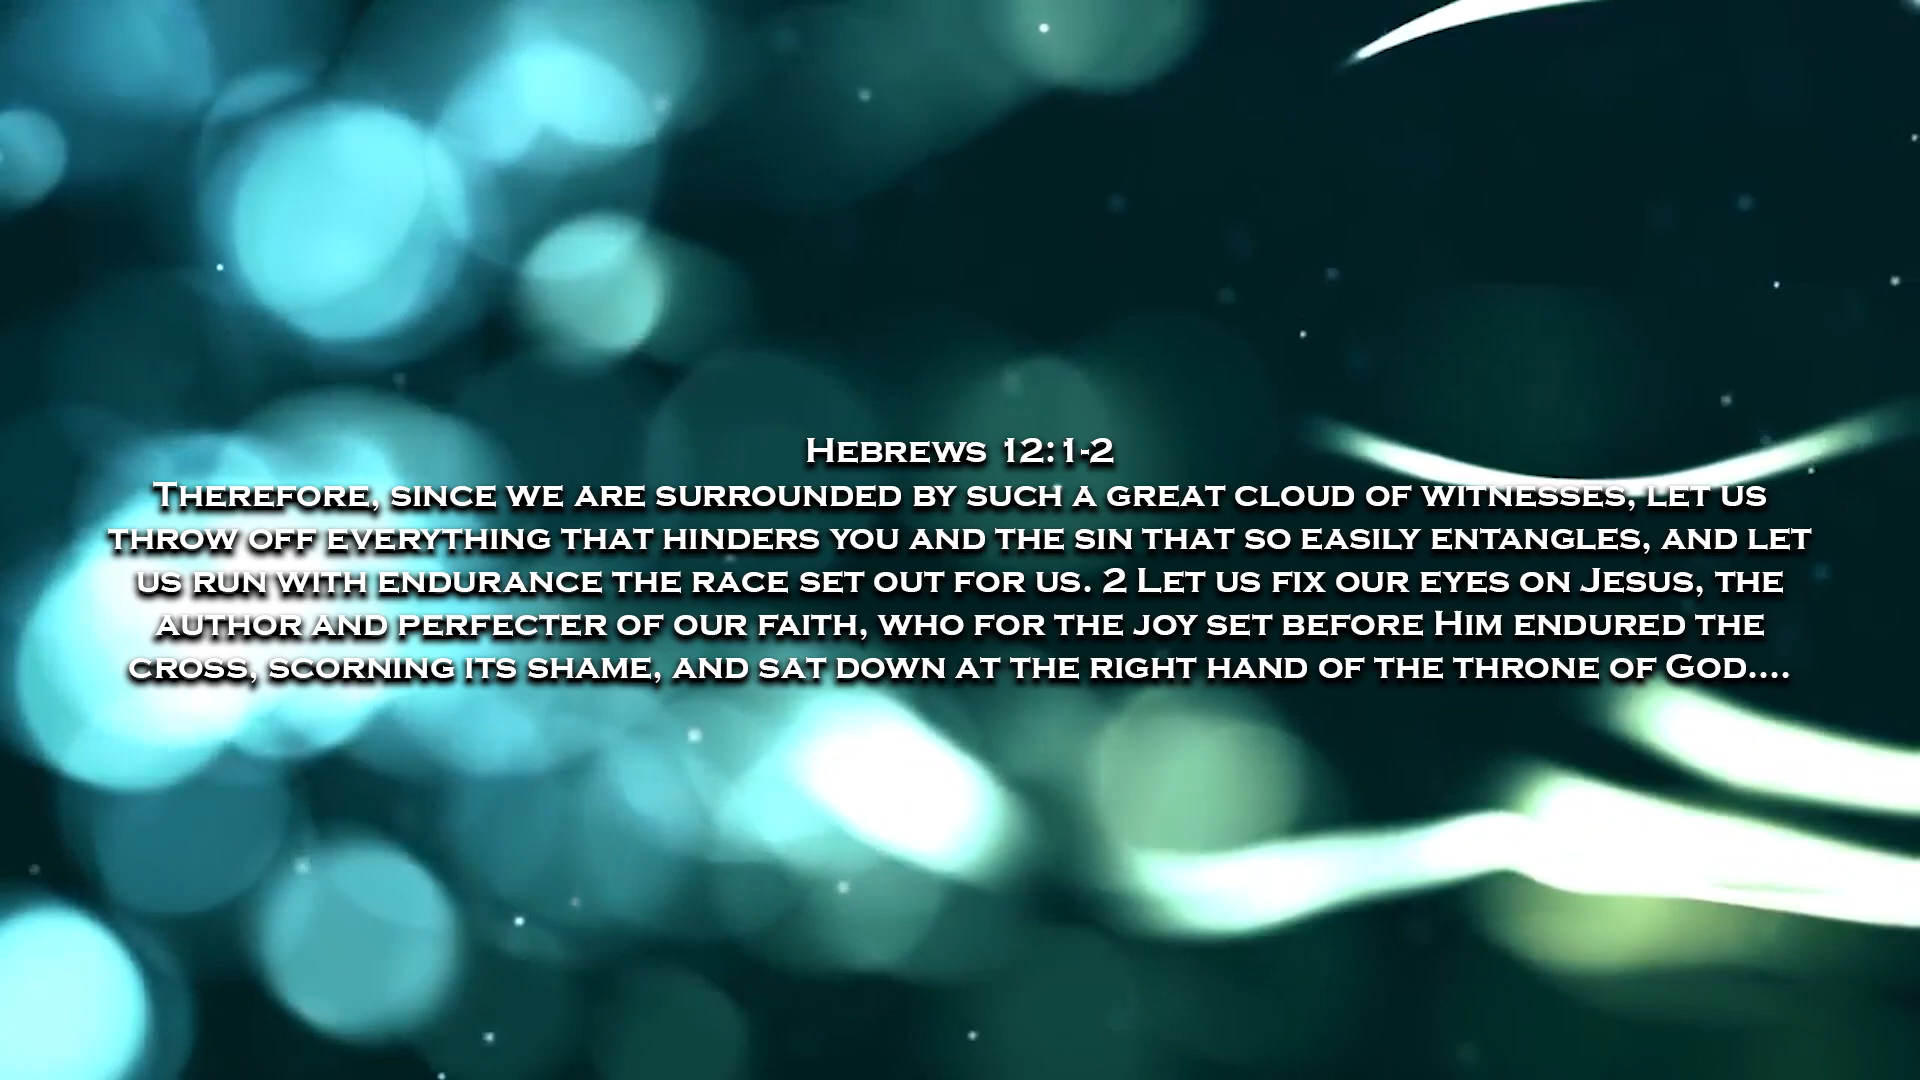 Hebrews 12:1-2
Therefore, since we are surrounded by such a great cloud of witnesses, let us
throw off everything that hinders you and the sin that so easily entangles, and let
us run with endurance the race set out for us. 2 Let us fix our eyes on Jesus, the
author and perfecter of our faith, who for the joy set before Him endured the
cross, scorning its shame, and sat down at the right hand of the throne of God....